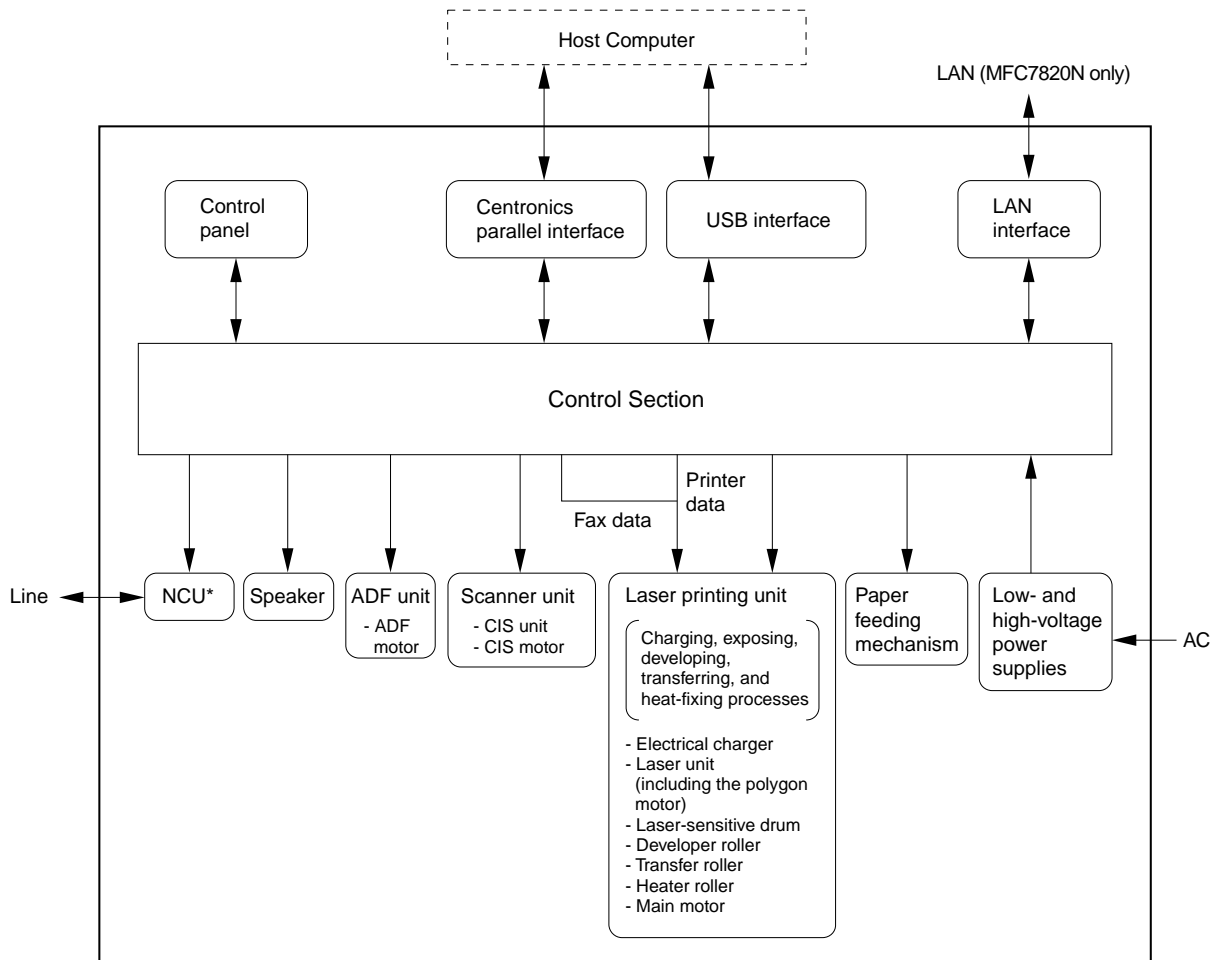 Host Computer
LAN (MFC7820N only)
Control
panel
Centronics
parallel interface
USB interface
LAN
interface
Control Section
Printer
data
Fax data
Line
NCU*
Speaker
ADF unit
- ADF
motor
Scanner unit
- CIS unit
- CIS motor
Laser printing unit
Charging, exposing,
developing,
transferring, and
heat-fixing processes
- Electrical charger
- Laser unit
(including the polygon
motor)
- Laser-sensitive drum
- Developer roller
- Transfer roller
- Heater roller
- Main motor
Paper
feeding
mechanism
Low- and
high-voltage
power
supplies
AC